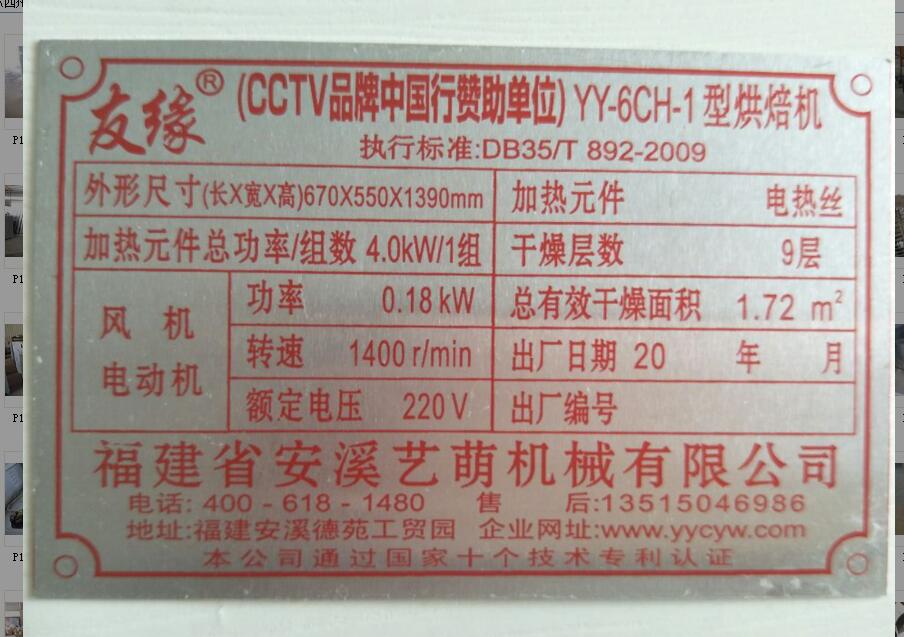 友缘® (CCTV品牌中国行赞助单位) YY-6CH-1型烘焙机
执行标准:DB35/T 892-2009
外形尺寸(长X宽X高)670X550X1390mm 加热元件 电热丝
加热元件总功率/组数 4.0kW/1组 干燥层数 9层
风机电动机 功率 0.18kW 总有效干燥面积 1.72 m²
转速 1400r/min 出厂日期 20 年 月
额定电压 220V 出厂编号
福建省安溪艺萌机械有限公司
电话: 400-618-1480 售 后:13515046986
地址:福建安溪德苑工贸园 企业网址:www.yycyw.com
本公司通过国家十个技术专利认证